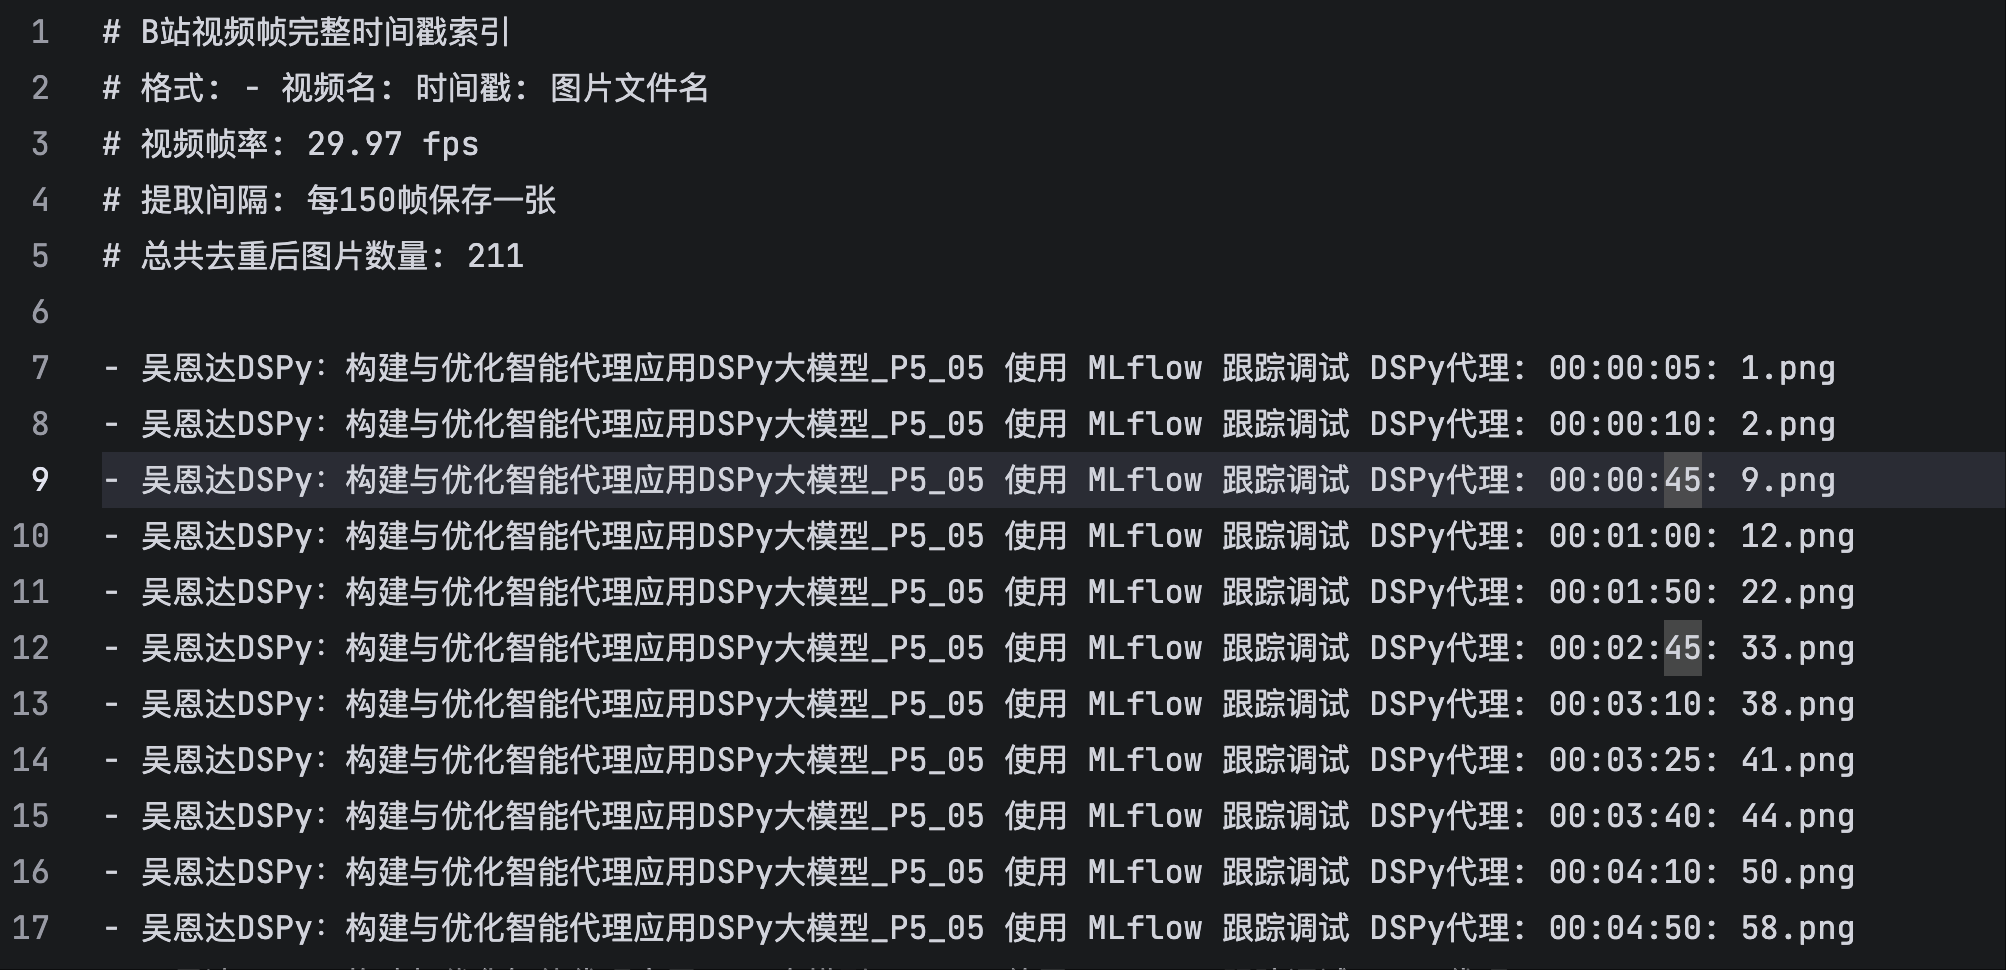 1 # B站视频帧完整时间戳索引
2 # 格式: - 视频名: 时间戳: 图片文件名
3 # 视频帧率: 29.97 fps
4 # 提取间隔: 每150帧保存一张
5 # 总共去重后图片数量: 211
6
7 - 吴恩达DSPy：构建与优化智能代理应用DSPy大模型_P5_05 使用 MLflow 跟踪调试 DSPy代理: 00:00:05: 1.png
8 - 吴恩达DSPy：构建与优化智能代理应用DSPy大模型_P5_05 使用 MLflow 跟踪调试 DSPy代理: 00:00:10: 2.png
9 - 吴恩达DSPy：构建与优化智能代理应用DSPy大模型_P5_05 使用 MLflow 跟踪调试 DSPy代理: 00:00:45: 9.png
10 - 吴恩达DSPy：构建与优化智能代理应用DSPy大模型_P5_05 使用 MLflow 跟踪调试 DSPy代理: 00:01:00: 12.png
11 - 吴恩达DSPy：构建与优化智能代理应用DSPy大模型_P5_05 使用 MLflow 跟踪调试 DSPy代理: 00:01:50: 22.png
12 - 吴恩达DSPy：构建与优化智能代理应用DSPy大模型_P5_05 使用 MLflow 跟踪调试 DSPy代理: 00:02:45: 33.png
13 - 吴恩达DSPy：构建与优化智能代理应用DSPy大模型_P5_05 使用 MLflow 跟踪调试 DSPy代理: 00:03:10: 38.png
14 - 吴恩达DSPy：构建与优化智能代理应用DSPy大模型_P5_05 使用 MLflow 跟踪调试 DSPy代理: 00:03:25: 41.png
15 - 吴恩达DSPy：构建与优化智能代理应用DSPy大模型_P5_05 使用 MLflow 跟踪调试 DSPy代理: 00:03:40: 44.png
16 - 吴恩达DSPy：构建与优化智能代理应用DSPy大模型_P5_05 使用 MLflow 跟踪调试 DSPy代理: 00:04:10: 50.png
17 - 吴恩达DSPy：构建与优化智能代理应用DSPy大模型_P5_05 使用 MLflow 跟踪调试 DSPy代理: 00:04:50: 58.png